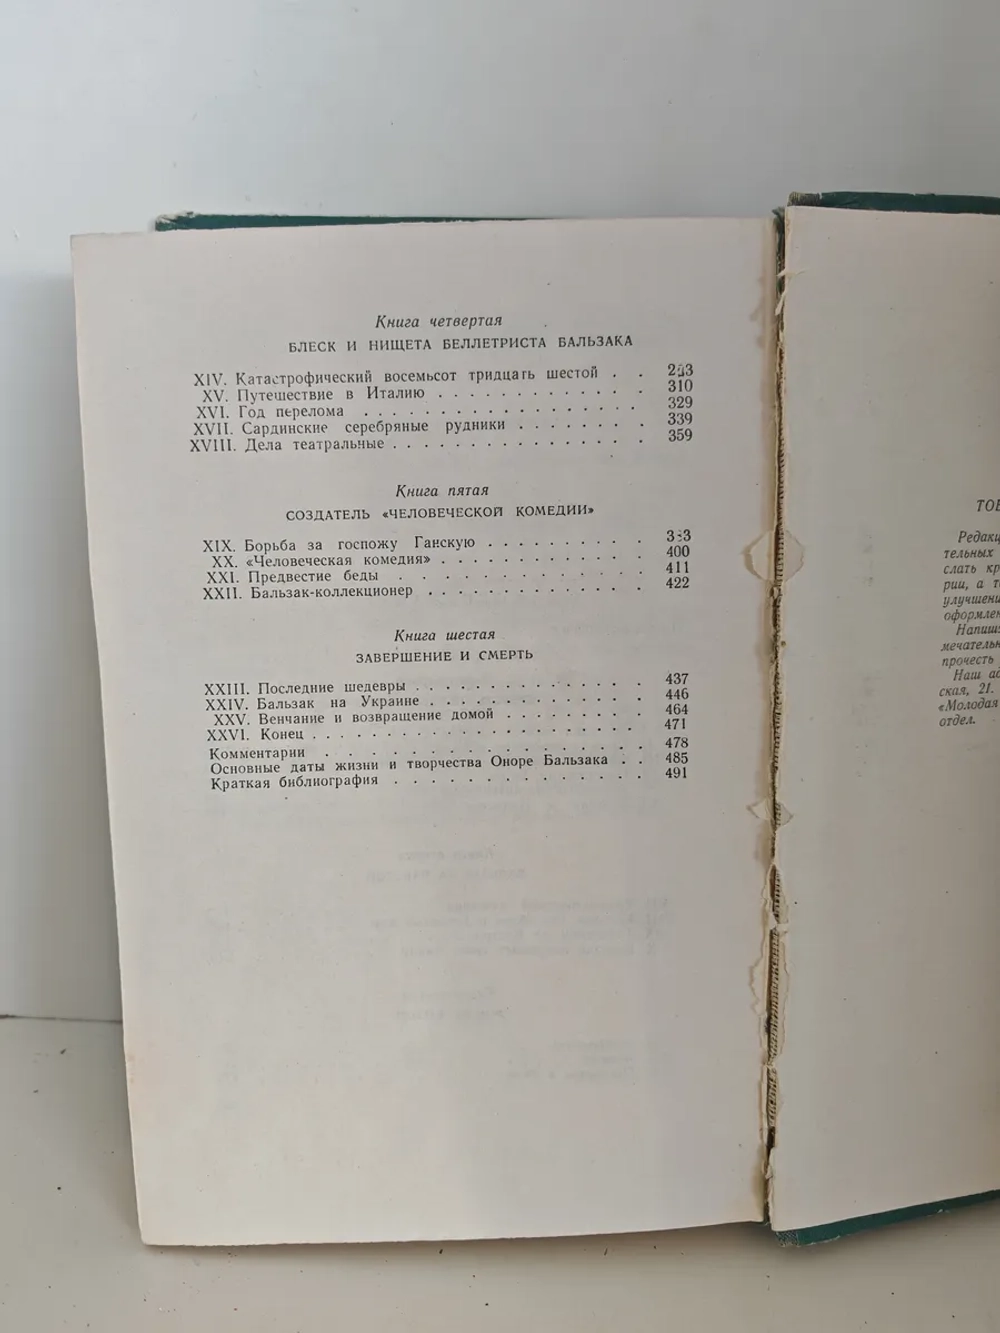 Книга четвертая
БЛЕСК И НИЩЕТА БЕЛЛЕТРИСТА БАЛЬЗАКА
XIV. Катастрофический восемьсот тридцать шестой . .
XV. Путешествие в Италию . . . . . . . . . . . . . 310
XVI. Год перелома . . . . . . . . . . . . . . . . 329
XVII. Сардинские серебряные рудники . . . . . . . . 339
XVIII. Дела театральные . . . . . . . . . . . . . . . 359
Книга пятая
СОЗДАТЕЛЬ «ЧЕЛОВЕЧЕСКОЙ КОМЕДИИ»
XIX. Борьба за госпожу Ганскую . . . . . . . . . .
XX. «Человеческая комедия» . . . . . . . . . . . . 400
XXI. Предвестие беды . . . . . . . . . . . . . . 411
XXII. Бальзак-коллекционер . . . . . . . . . . . . . 422
Книга шестая
ЗАВЕРШЕНИЕ И СМЕРТЬ
XXIII. Последние шедевры . . . . . . . . . . . . . . 437
XXIV. Бальзак на Украине . . . . . . . . . . . . . 446
XXV. Венчание и возвращение домой . . . . . . . . . 464
XXVI. Конец . . . . . . . . . . . . . . . . . . . . 471
Комментарии . . . . . . . . . . . . . . . . . . 478
Основные даты жизни и творчества Оноре Бальзака . . 485
Краткая библиография . . . . . . . . . . . . . . 491
ТОВ
Редакц
тельных
слать кр
рии, а т
улучшени
оформлен
Напиши
мечательн
прочесть
Наш ад
ская, 21.
«Молодая
отдел.